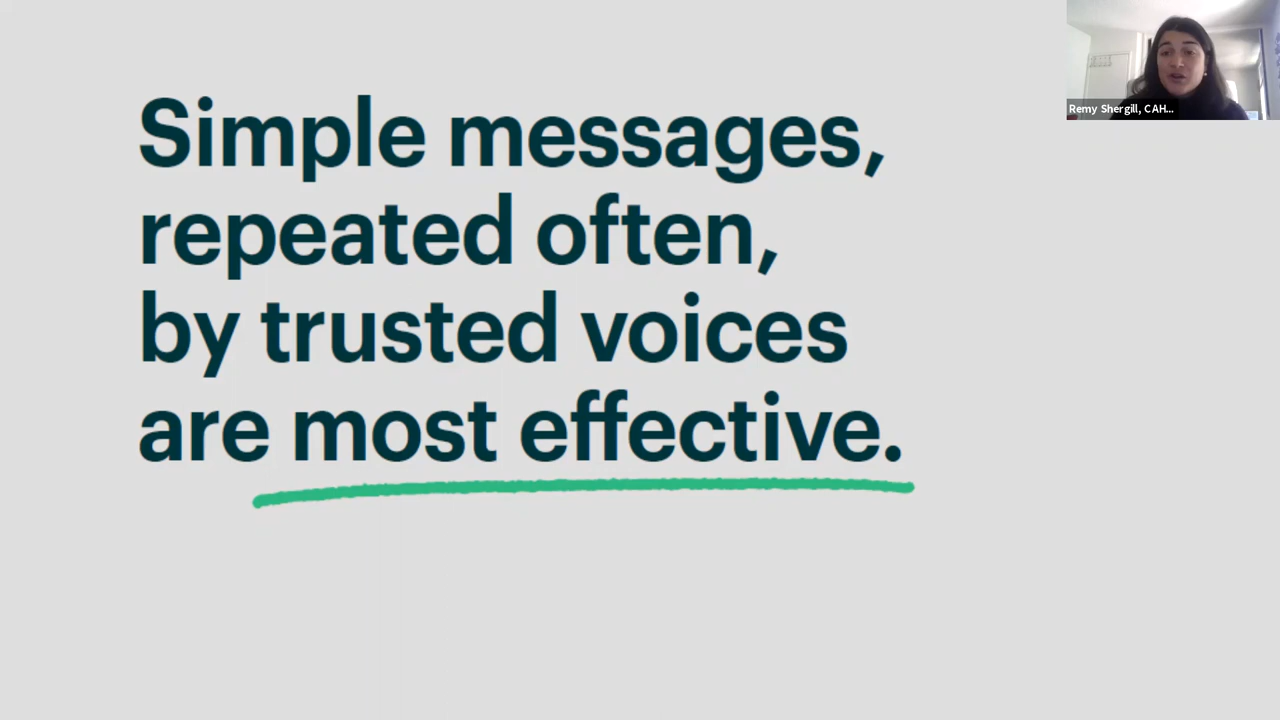 Simple messages,
repeated often,
by trusted voices
are most effective.
Remy Shergill, CAH...